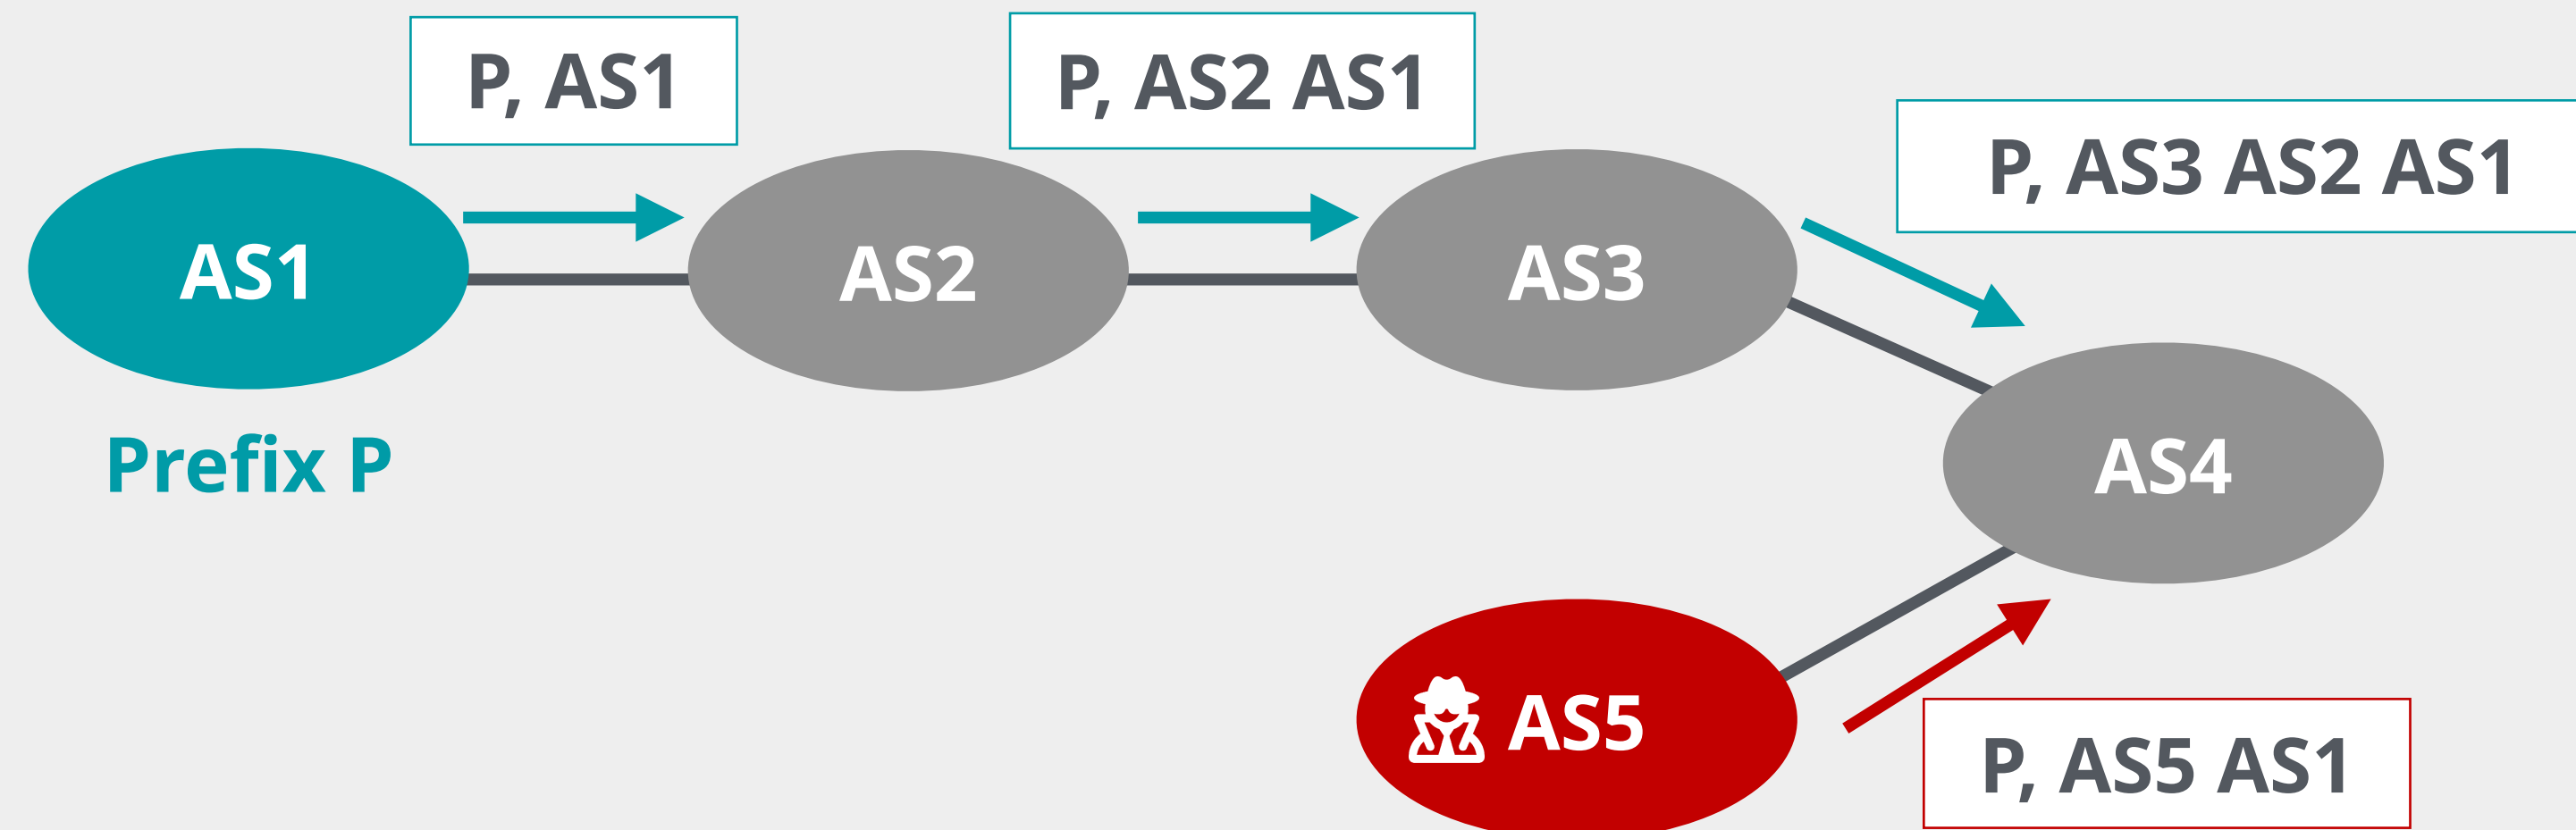 P, AS1
P, AS2 AS1
P, AS3 AS2 AS1
AS1
AS2
AS3
Prefix P
AS4
AS5
P, AS5 AS1